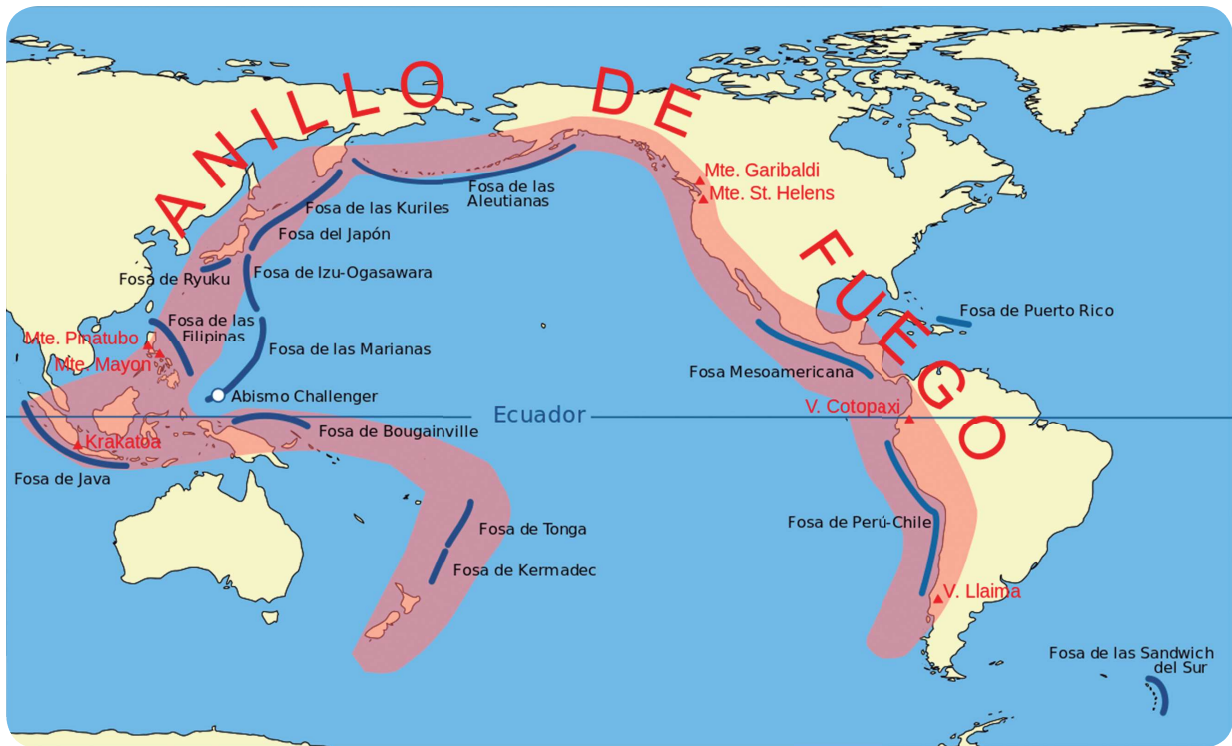 ANILLO DE FUEGO
Mte. Garibaldi
Mte. St. Helens
Fosa de las
Aleutianas
Fosa de las Kuriles
Fosa del Japón
Fosa de Izu-Ogasawara
Fosa de Ryuku
Fosa de las
Filipinas
Mte. Pinatubo
Mte. Mayon
Fosa de las Marianas
Fosa de Puerto Rico
Fosa Mesoamericana
Abismo Challenger
V. Cotopaxi
Ecuador
Fosa de Bougainville
Krakatoa
Fosa de Java
Fosa de Tonga
Fosa de Perú-Chile
Fosa de Kermadec
V. Llaima
Fosa de las Sandwich
del Sur